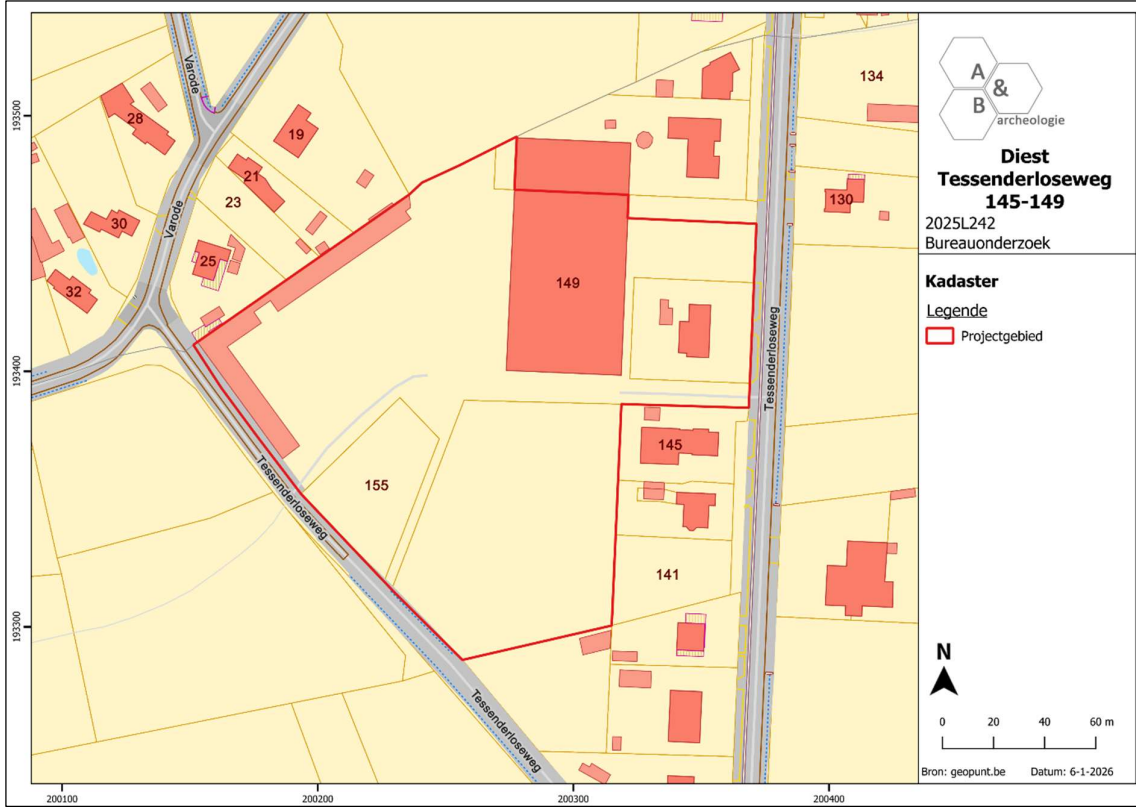 Varode
28
19
21
23
30
25
Varode
32
134
130
149
Tessenderloseweg
145
155
Tessenderloseweg
141
Tessenderloseweg
193500
193400
193300
200100
200200
200300
200400
A
&
B
archeologie
Diest
Tessenderloseweg
145-149
2025L242
Bureauonderzoek
Kadaster
Legende
Projectgebied
N
0 20 40 60 m
Bron: geopunt.be Datum: 6-1-2026